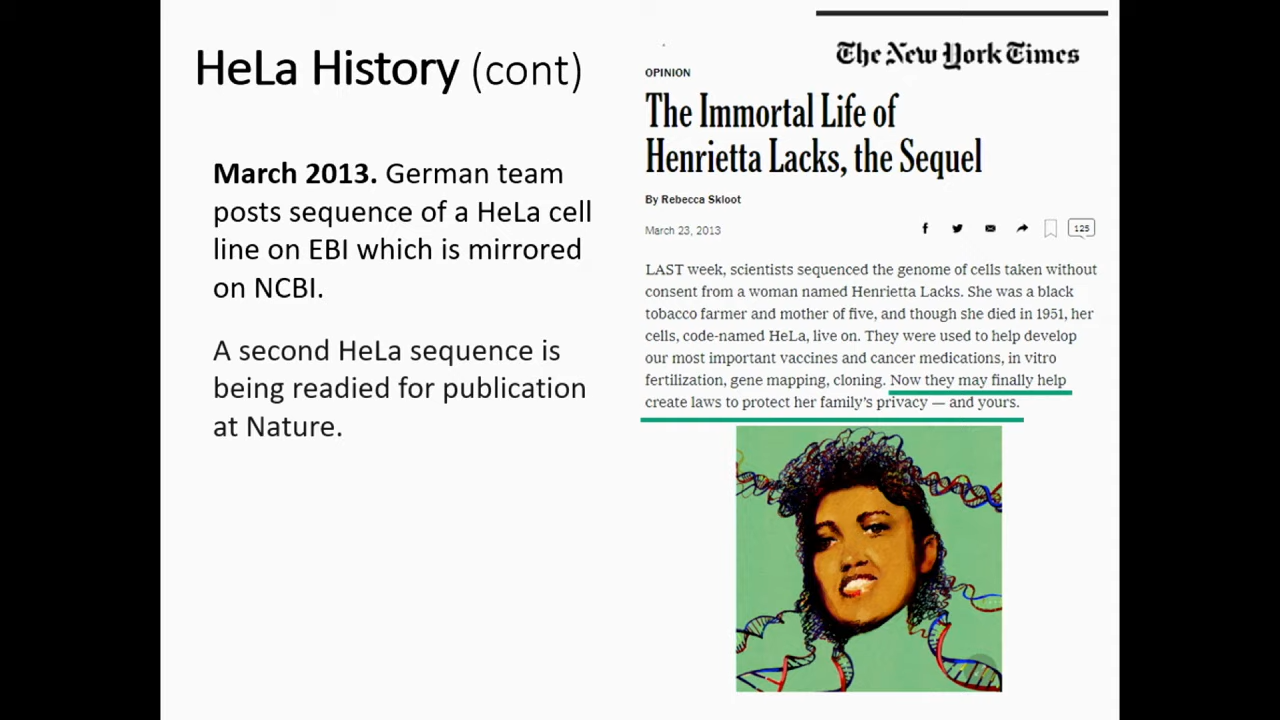 HeLa History (cont)
March 2013. German team
posts sequence of a HeLa cell
line on EBI which is mirrored
on NCBI.
A second HeLa sequence is
being readied for publication
at Nature.
The New York Times
OPINION
The Immortal Life of
Henrietta Lacks, the Sequel
By Rebecca Skloot
March 23, 2013
125
LAST week, scientists sequenced the genome of cells taken without
consent from a woman named Henrietta Lacks. She was a black
tobacco farmer and mother of five, and though she died in 1951, her
cells, code-named HeLa, live on. They were used to help develop
our most important vaccines and cancer medications, in vitro
fertilization, gene mapping, cloning. Now they may finally help
create laws to protect her family's privacy — and yours.